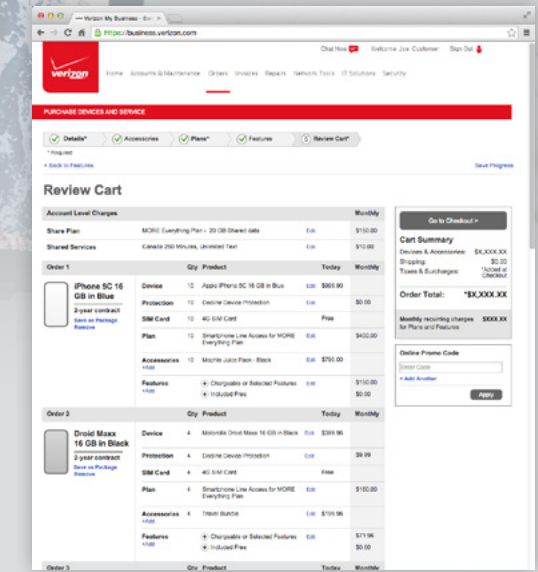 Verizon My Business -
https://business.verizon.com
Chat Now Welcome Joe Customer Sign Out
verizon
Home Accounts & Maintenance Orders Invoices Repairs Network Tools IT Solutions Security
PURCHASE DEVICES AND SERVICE
Details* Accessories Plans* Features 5 Review Cart*
* Required
< Back to Features Save Progress
Review Cart
Account Level Charges Monthly
Share Plan MORE Everything Plan - 20 GB Shared data Edit $150.00
Shared Services Canada 250 Minutes, Unlimited Text Edit $10.00
Order 1 Qty Product Today Monthly
iPhone 5C 16 GB in Blue
2-year contract
Save as Package
Remove
Device 10 Apple iPhone 5C 16 GB in Blue Edit
Protection 10 Decline Device Protection Edit $0.00
SIM Card 10 4G SIM Card Free
Plan 10 Smartphone Line Access for MORE Everything Plan Edit $400.00
Accessories 10 Mophie Juice Pack - Black Edit
+Add
Features Chargeable or Selected Features Edit $150.00
+Add Included Free $0.00
Order 2 Qty Product Today Monthly
Droid Maxx 16 GB in Black
2-year contract
Save as Package
Remove
Device 4 Motorola Droid Maxx 16 GB in Black Edit $399.96
Protection 4 Decline Device Protection Edit $9.99
SIM Card 4 4G SIM Card Free
Plan 4 Smartphone Line Access for MORE Everything Plan Edit $160.00
Accessories 4 Travel Bundle Edit $199.96
+Add
Features Chargeable or Selected Features Edit $71.96
+Add Included Free $0.00
Order 3 Qty Product Today Monthly
Go to Checkout >
Cart Summary
Devices & Accessories: $X,XXX.XX
Shipping: $0.00
Taxes & Surcharges: *Added at Checkout
Order Total: *$X,XXX.XX
Monthly recurring charges for Plans and Features $XXX.XX
Online Promo Code
Enter Code
+ Add Another
Apply